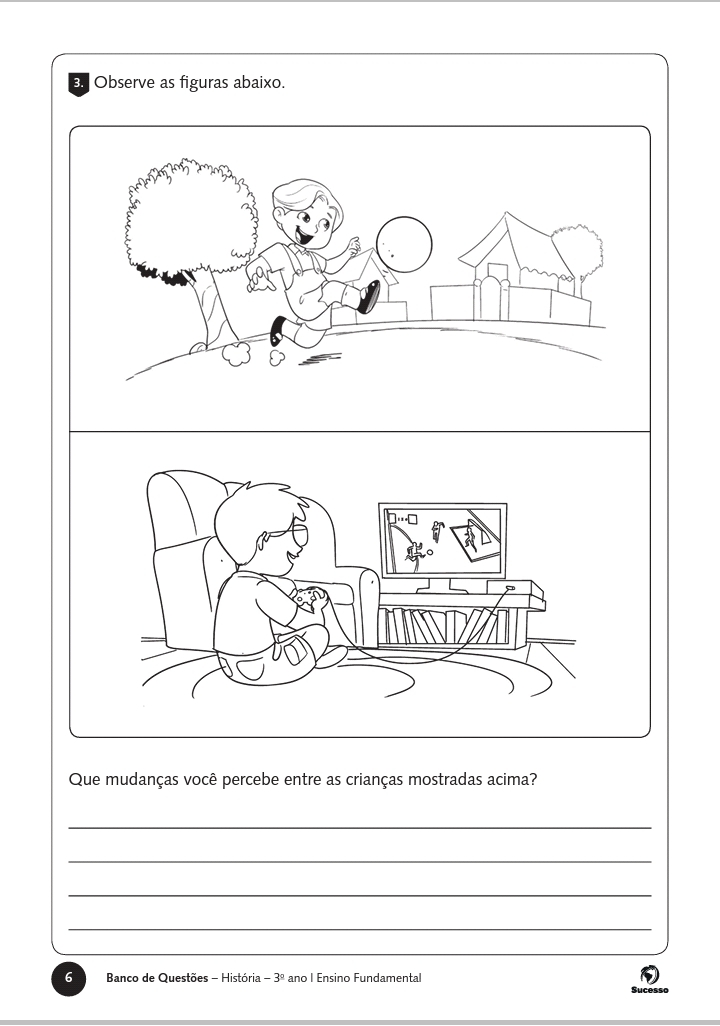 3. Observe as figuras abaixo.
Que mudanças você percebe entre as crianças mostradas acima?
6 Banco de Questões – História – 3º ano | Ensino Fundamental
Sucesso